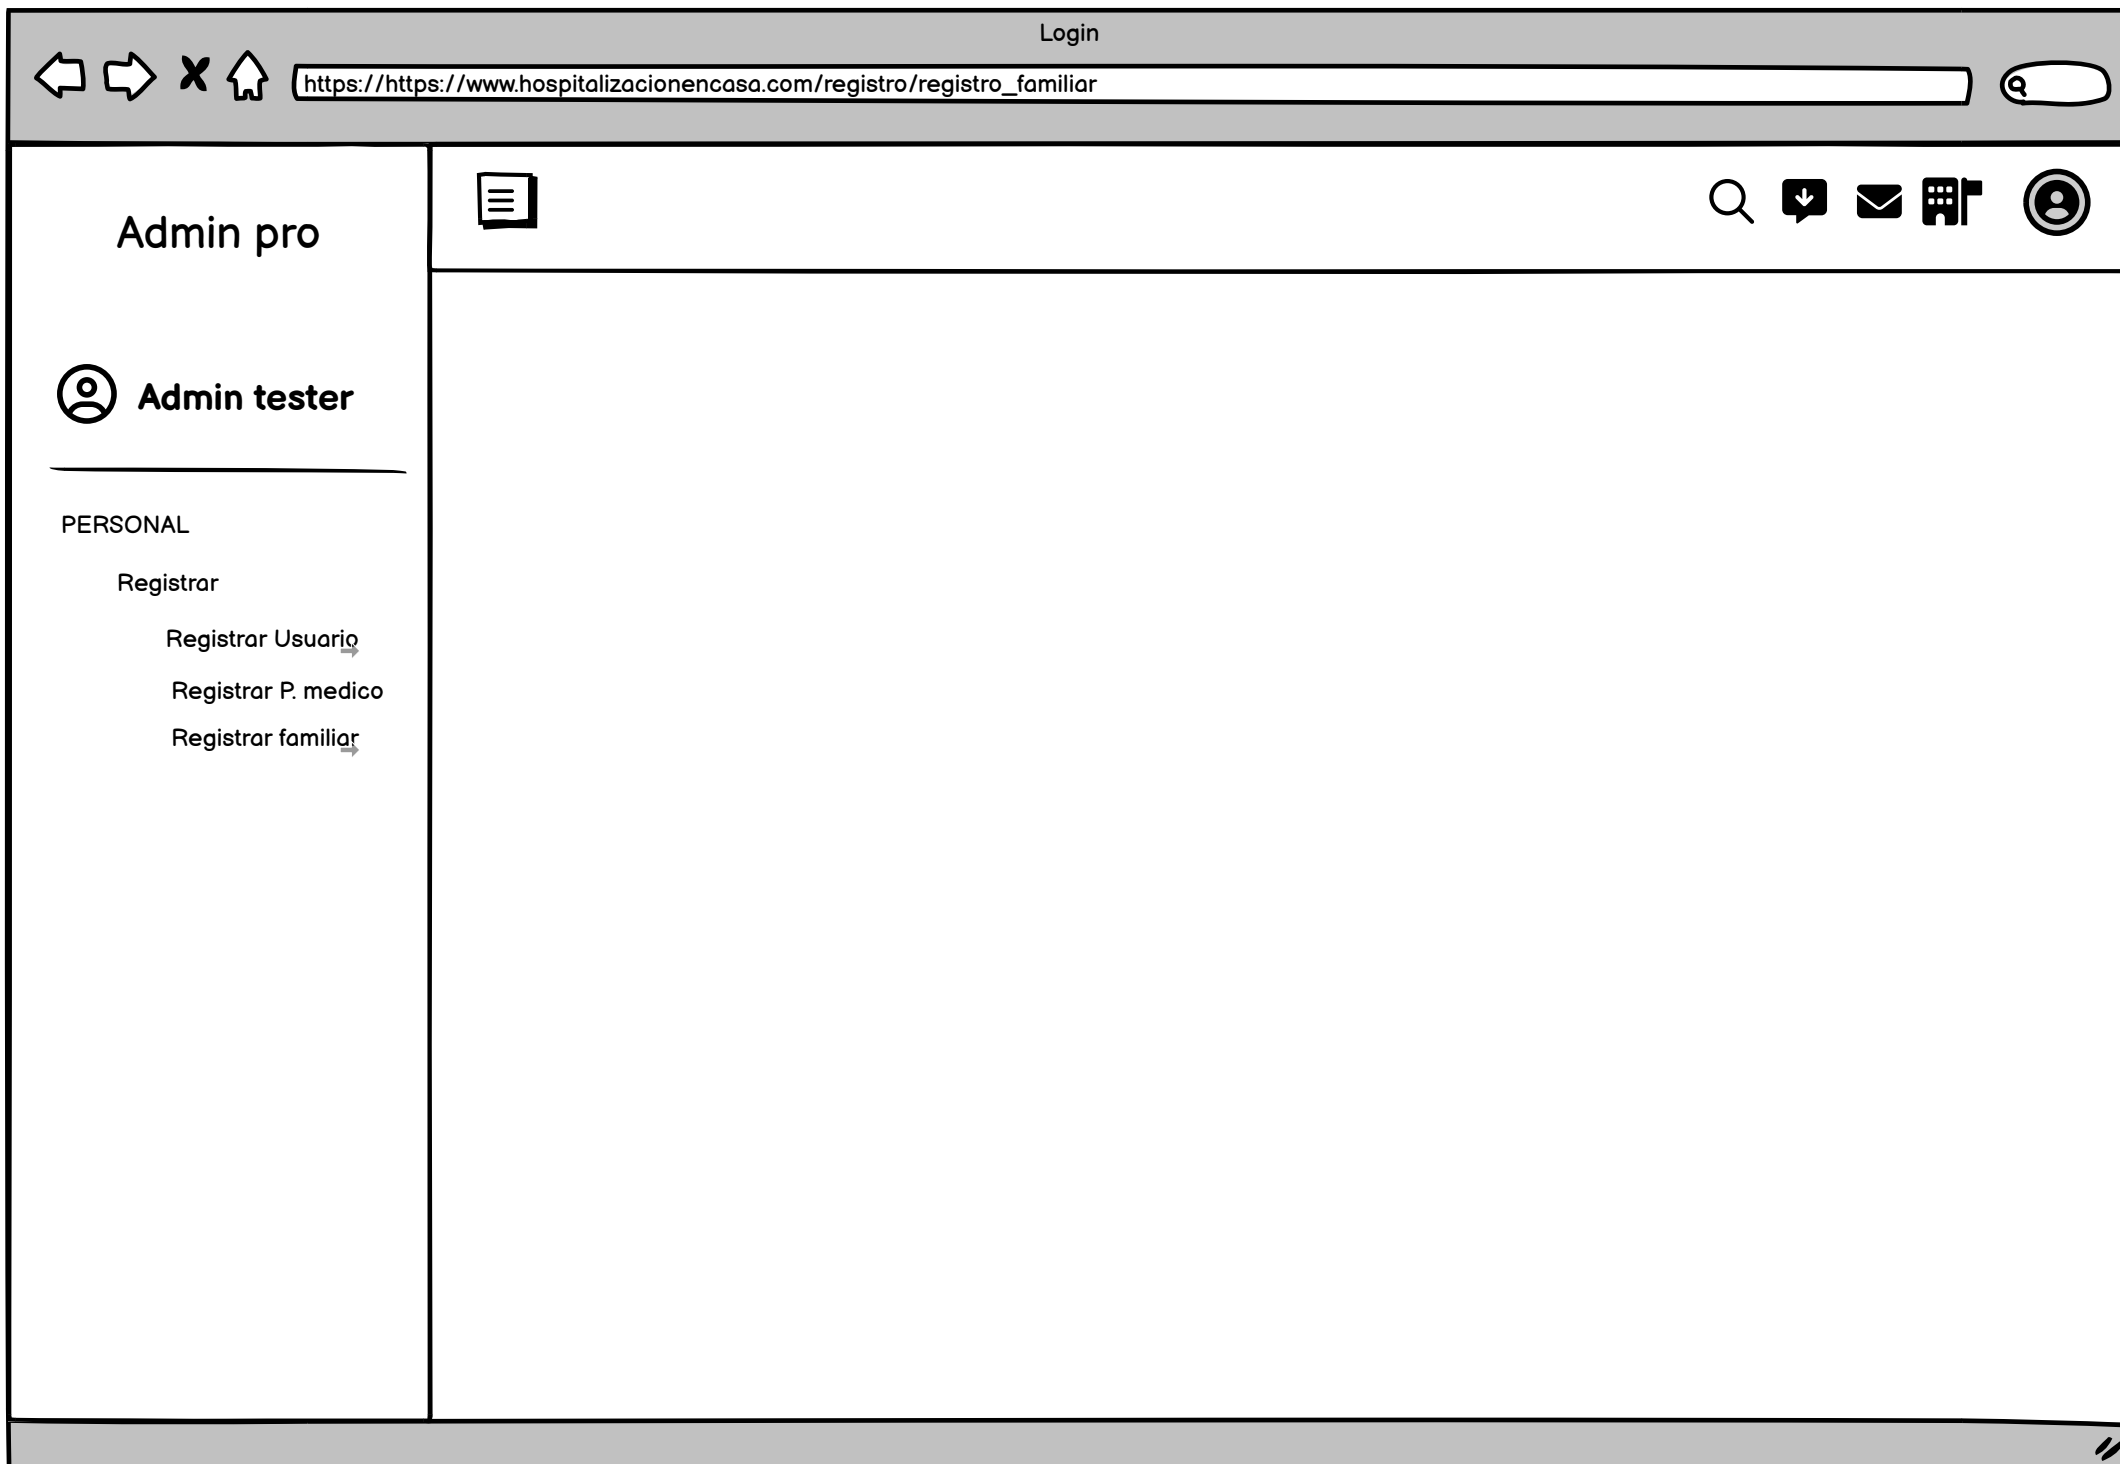 Login
https://https://www.hospitalizacionencasa.com/registro/registro_familiar
Admin pro
Admin tester
PERSONAL
Registrar
Registrar Usuario
Registrar P. medico
Registrar familiar